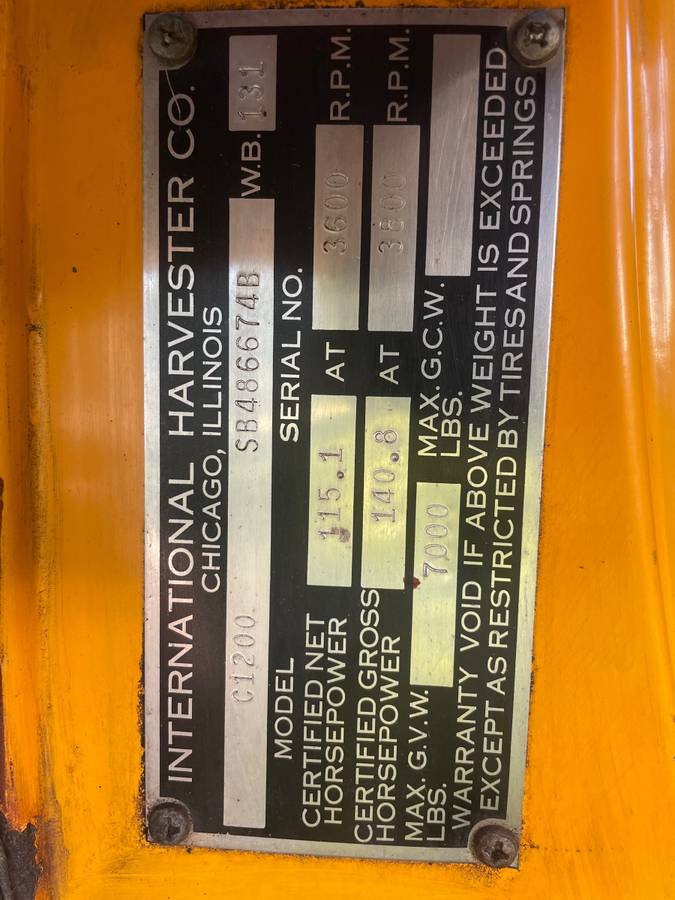 INTERNATIONAL HARVESTER CO.
CHICAGO, ILLINOIS
C1200 SB486674B W.B. 131
MODEL SERIAL NO.
CERTIFIED NET HORSEPOWER 115.1 AT 3600 R.P.M.
CERTIFIED GROSS HORSEPOWER 140.8 AT 3800 R.P.M.
MAX. G.V.W. LBS. 7000 MAX. G.C.W. LBS.
WARRANTY VOID IF ABOVE WEIGHT IS EXCEEDED
EXCEPT AS RESTRICTED BY TIRES AND SPRINGS